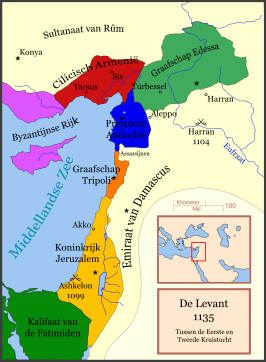 Sultanaat van Rûm
Konya
Cilicisch Armenië
Sis
Tarsus
Graafschap Edessa
Turbessel
Harran
Aleppo
Harran
1104
Eufraat
Byzantijnse Rijk
Prinsdom
Antiochië
Assassijnen
Middellandse Zee
Graafschap
Tripoli
Emiraat van Damascus
Akko
Koninkrijk
Jeruzalem
Ashkelon
1099
Kalifaat van
de Fatimiden
Kilometer
Mijl
100
De Levant
1135
Tussen de Eerste en
Tweede Kruistocht